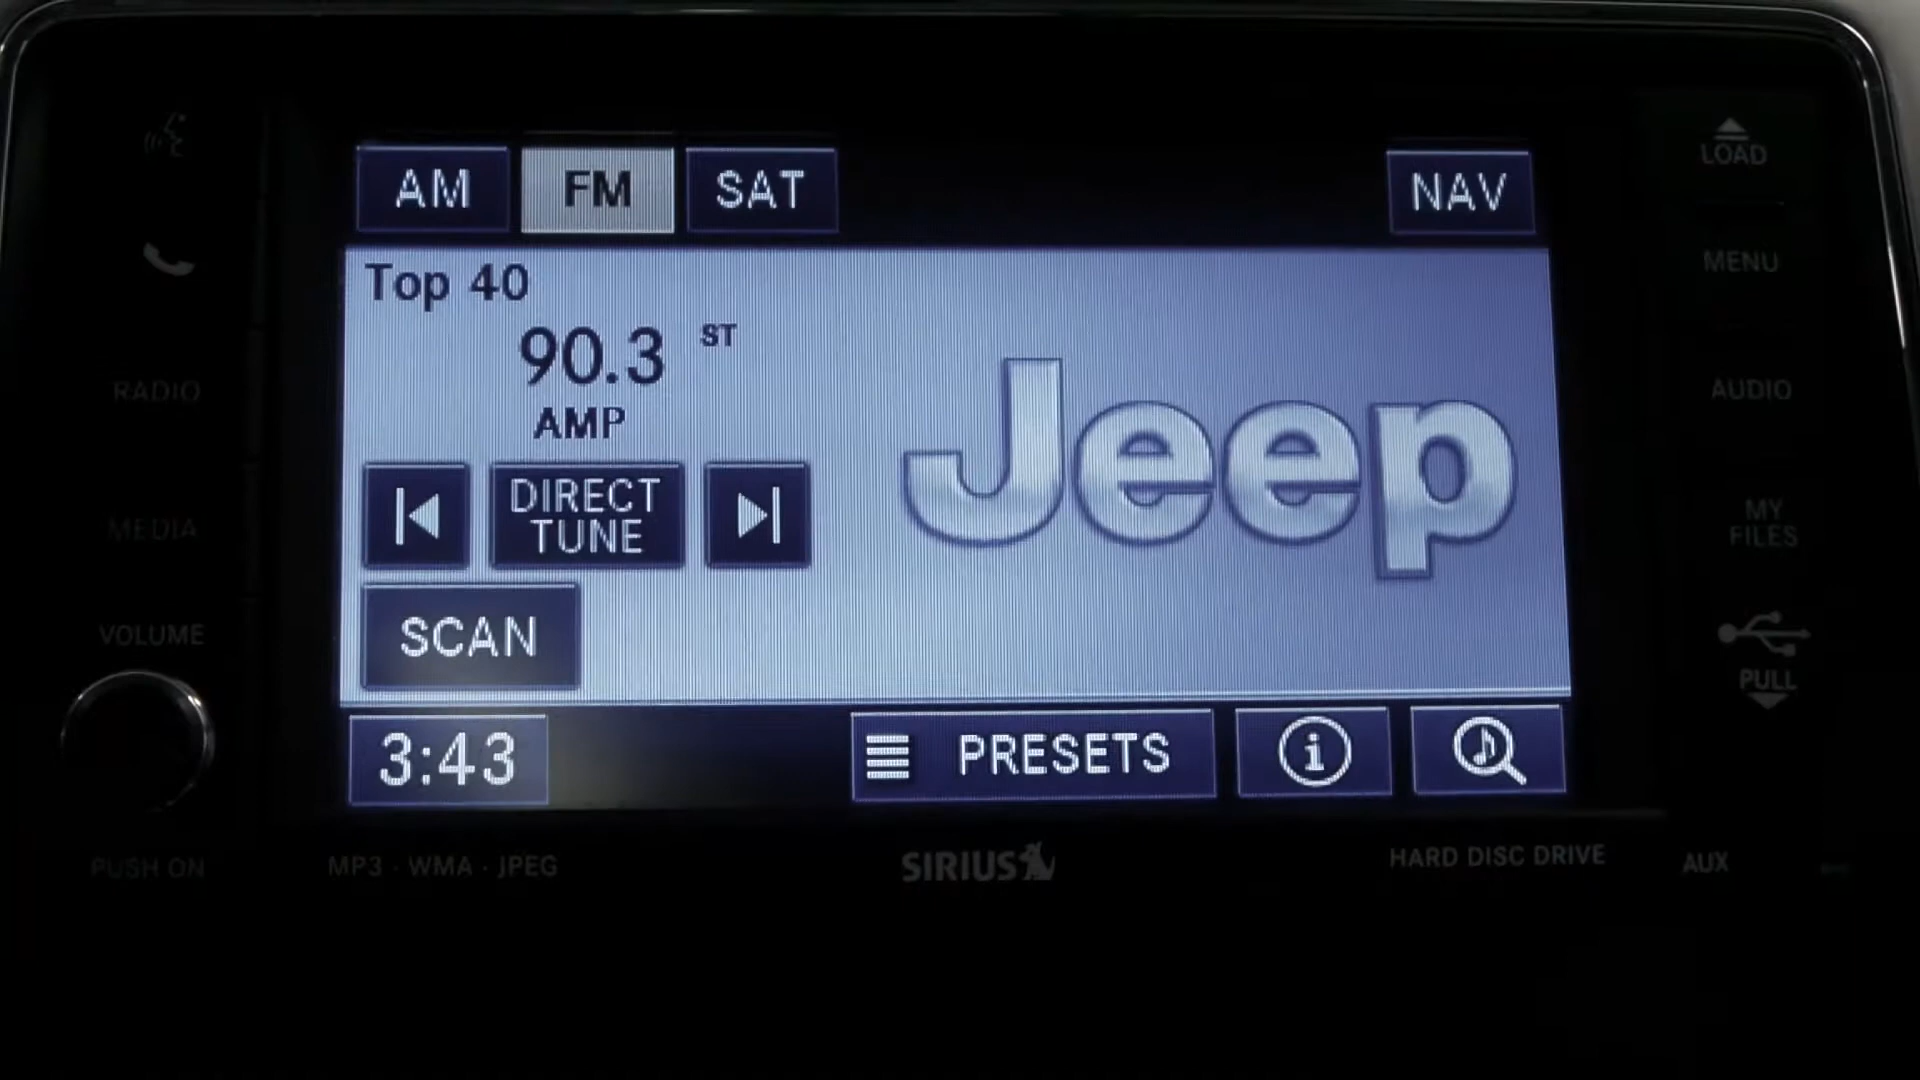 AM FM SAT NAV
Top 40
90.3 ST
AMP
DIRECT
TUNE
SCAN
Jeep
3:43 PRESETS
RADIO
MEDIA
VOLUME
PUSH ON
LOAD
MENU
AUDIO
MY
FILES
PULL
MP3 · WMA · JPEG SIRIUS HARD DISC DRIVE AUX